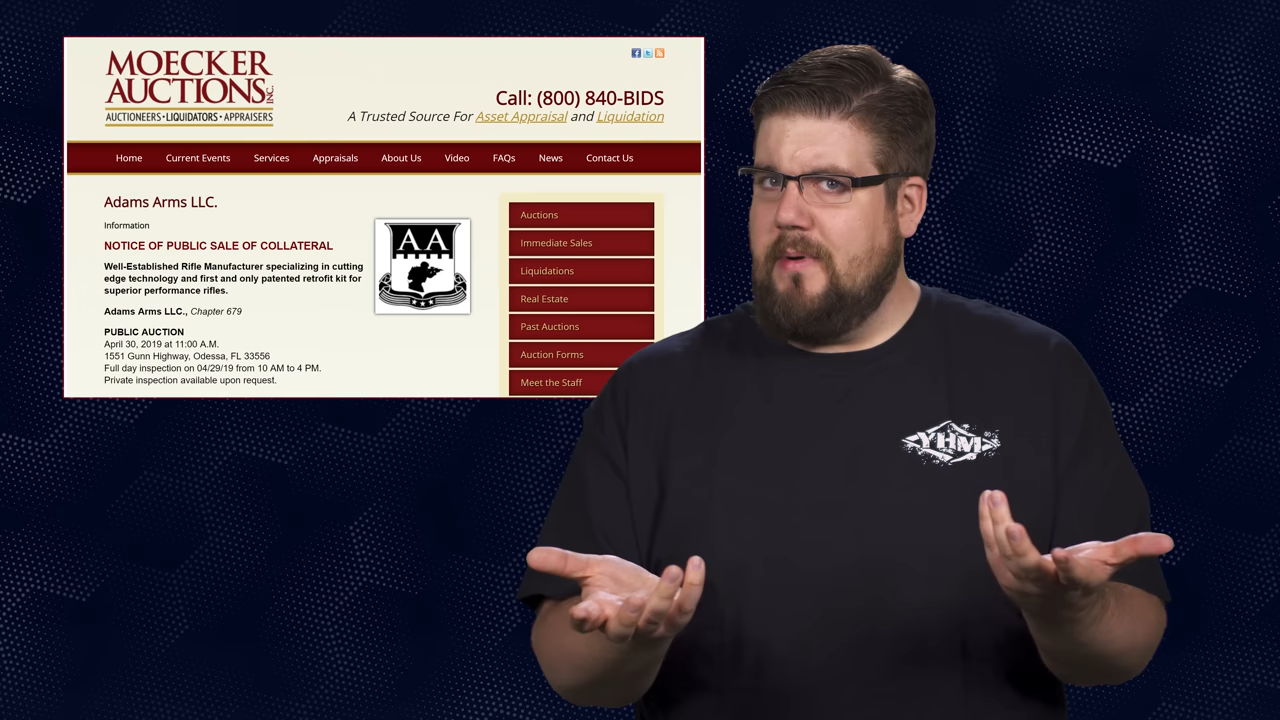 MOECKER
AUCTIONS INC.
AUCTIONEERS • LIQUIDATORS • APPRAISERS
Call: (800) 840-BIDS
A Trusted Source For Asset Appraisal and Liquidation
Home Current Events Services Appraisals About Us Video FAQs News Contact Us
Adams Arms LLC.
Information
NOTICE OF PUBLIC SALE OF COLLATERAL
Well-Established Rifle Manufacturer specializing in cutting
edge technology and first and only patented retrofit kit for
superior performance rifles.
Adams Arms LLC., Chapter 679
PUBLIC AUCTION
April 30, 2019 at 11:00 A.M.
1551 Gunn Highway, Odessa, FL 33556
Full day inspection on 04/29/19 from 10 AM to 4 PM.
Private inspection available upon request.
AA
Auctions
Immediate Sales
Liquidations
Real Estate
Past Auctions
Auction Forms
Meet the Staff
YHM